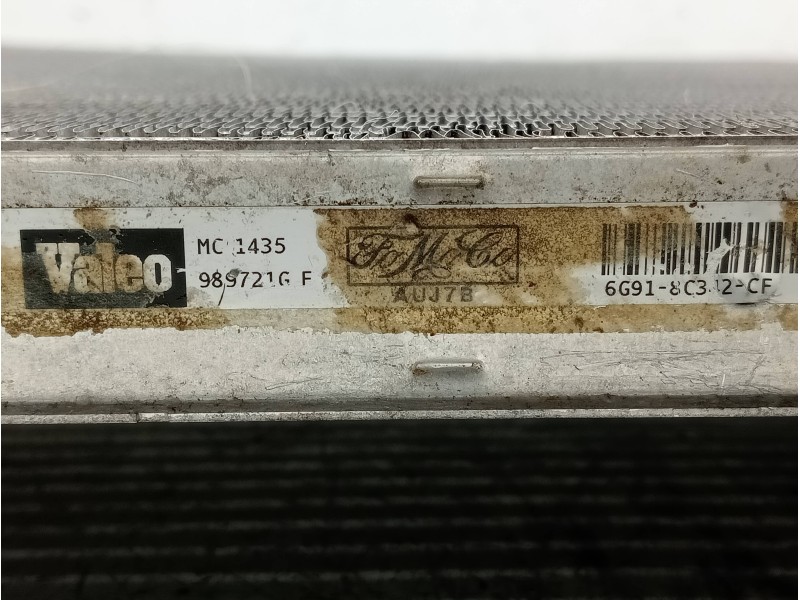 Valeo
MC 1435
989721G F
FoMoCo
AUJ7B
6G91-8C342-CF